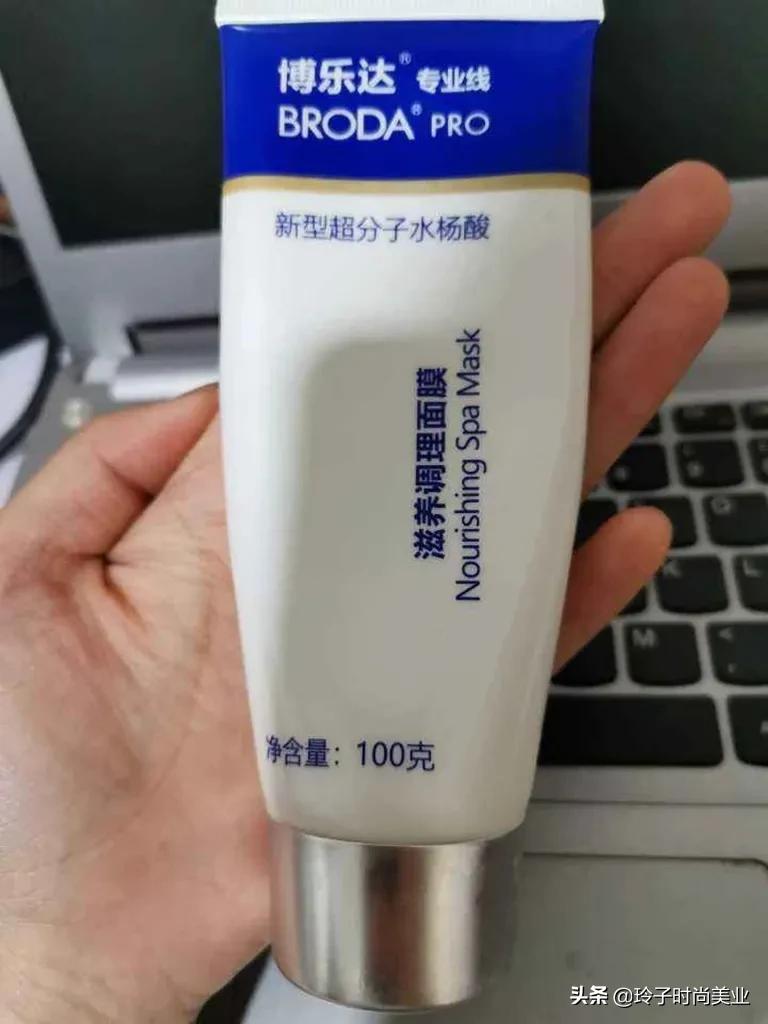 博乐达® 专业线
BRODA® PRO
新型超分子水杨酸
滋养调理面膜
Nourishing Spa Mask
净含量：100克
K
L
M
<
头条 @玲子时尚美业